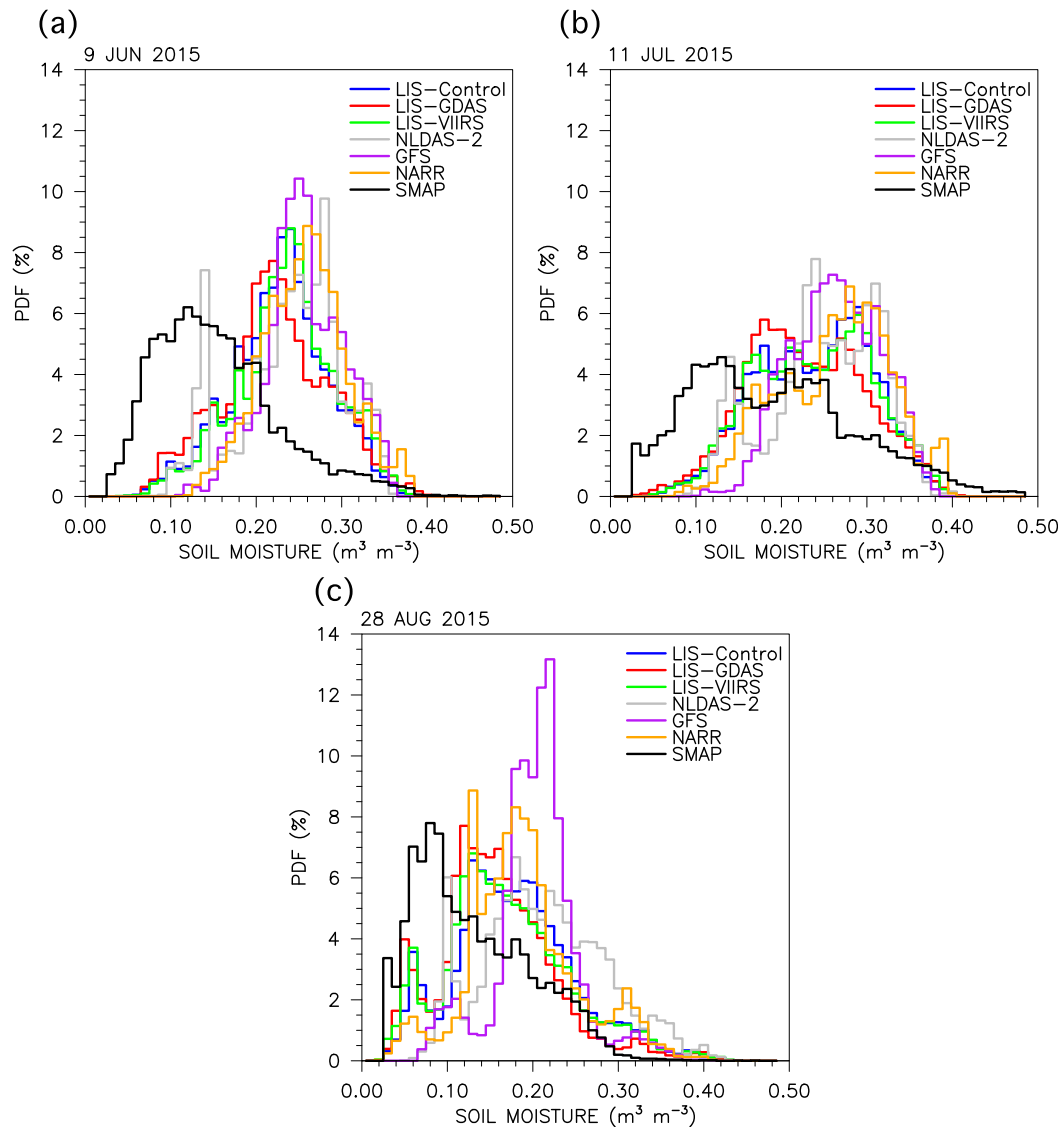 (a)
9 JUN 2015
14
12
10
8
6
4
2
0
PDF (%)
LIS-Control
LIS-GDAS
LIS-VIIRS
NLDAS-2
GFS
NARR
SMAP
0.00 0.10 0.20 0.30 0.40 0.50
SOIL MOISTURE (m³ m⁻³)
(b)
11 JUL 2015
14
12
10
8
6
4
2
0
PDF (%)
LIS-Control
LIS-GDAS
LIS-VIIRS
NLDAS-2
GFS
NARR
SMAP
0.00 0.10 0.20 0.30 0.40 0.50
SOIL MOISTURE (m³ m⁻³)
(c)
28 AUG 2015
14
12
10
8
6
4
2
0
PDF (%)
LIS-Control
LIS-GDAS
LIS-VIIRS
NLDAS-2
GFS
NARR
SMAP
0.00 0.10 0.20 0.30 0.40 0.50
SOIL MOISTURE (m³ m⁻³)